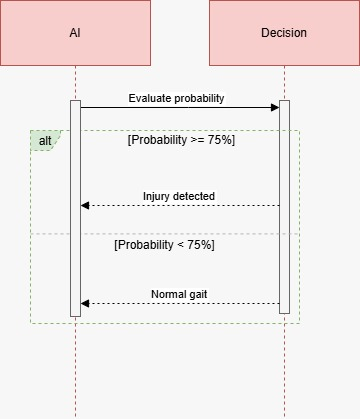 AI
Decision
Evaluate probability
alt
[Probability >= 75%]
Injury detected
[Probability < 75%]
Normal gait